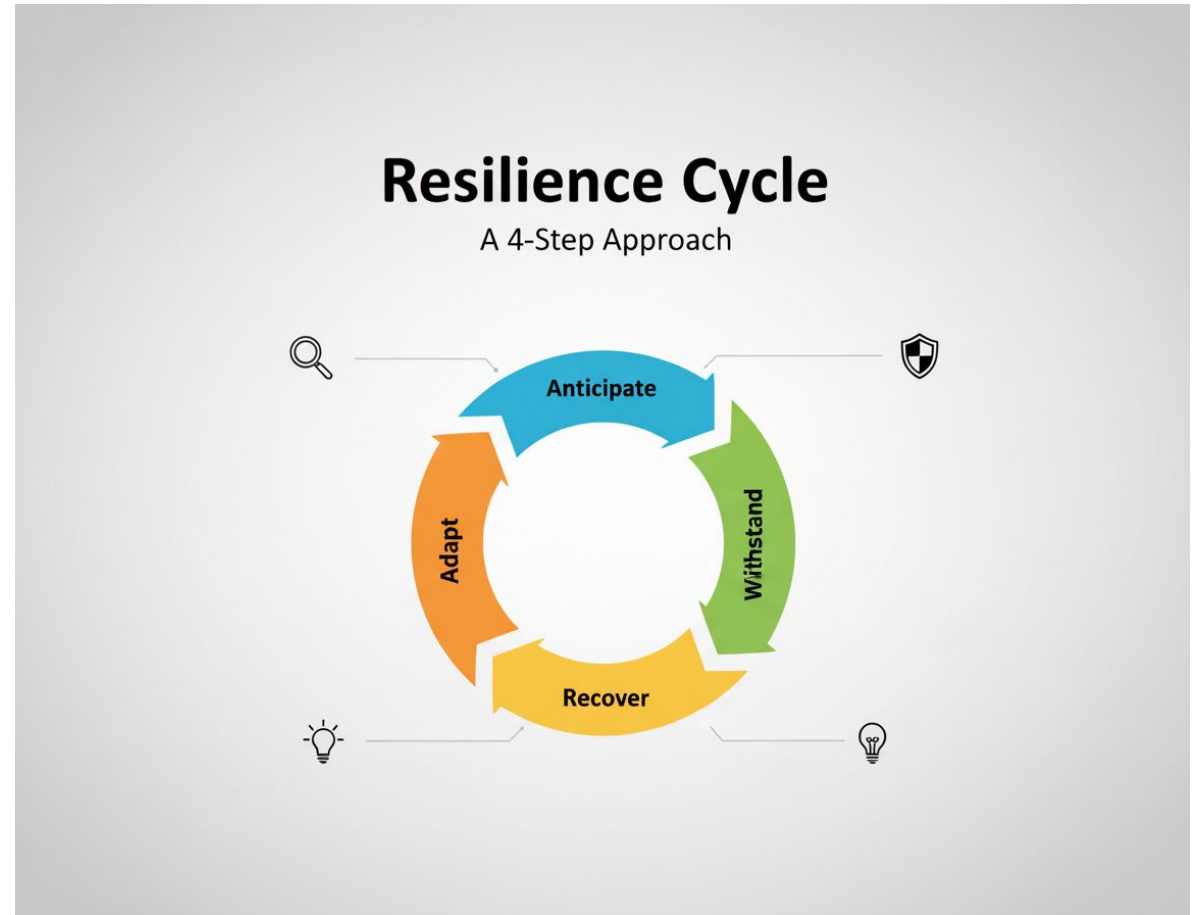 Resilience Cycle
A 4-Step Approach
Anticipate
Withstand
Recover
Adapt